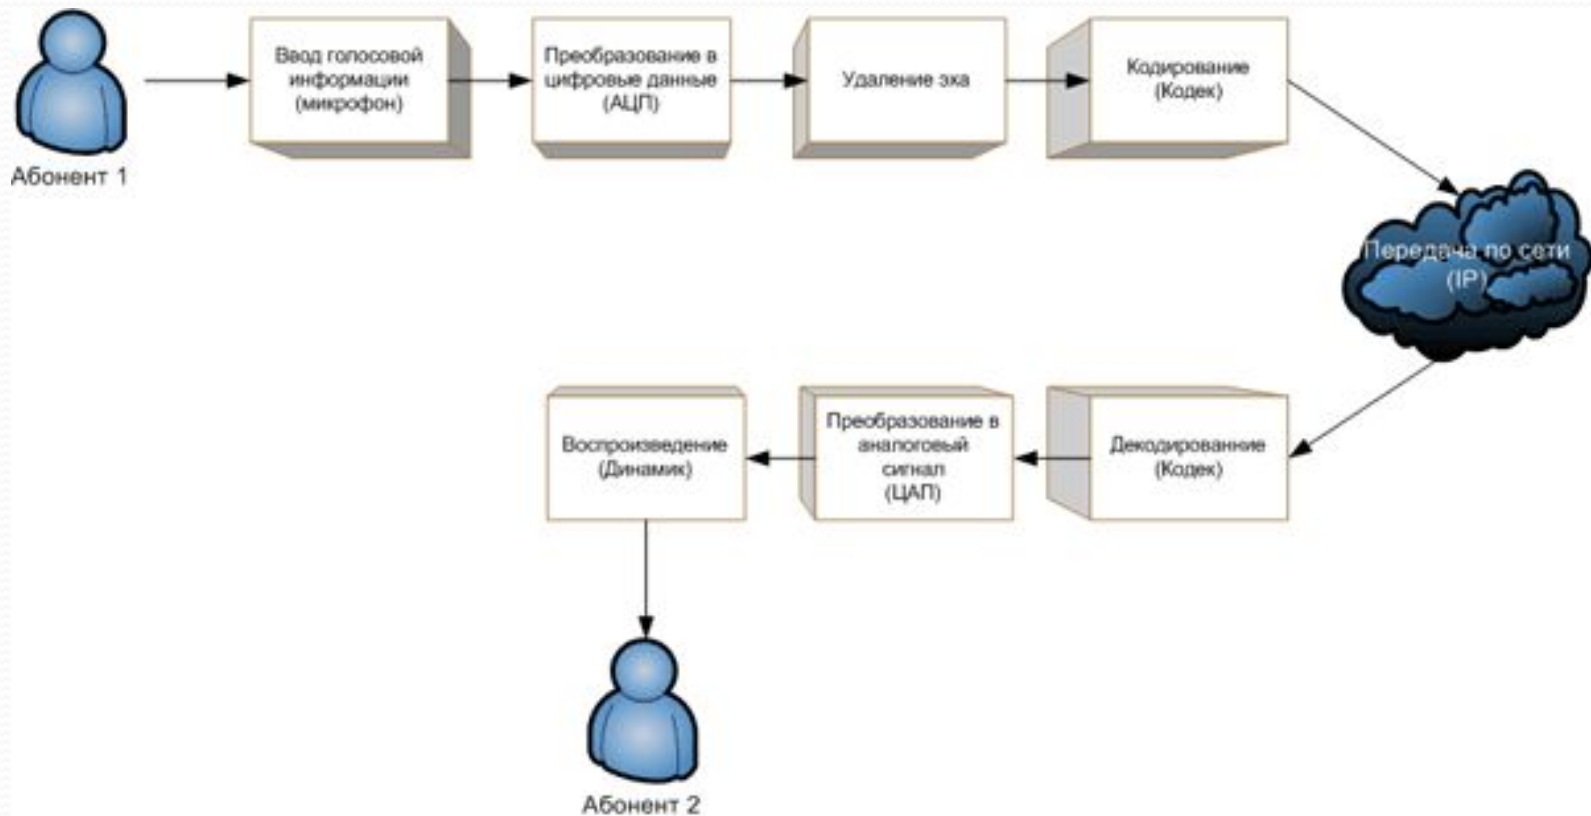 Ввод голосовой
информации
(микрофон)
Преобразование в
цифровые данные
(АЦП)
Удаление эха
Кодирование
(Кодек)
Абонент 1
Передача по сети
(IP)
Воспроизведение
(Динамик)
Преобразование в
аналоговый
сигнал
(ЦАП)
Декодированние
(Кодек)
Абонент 2